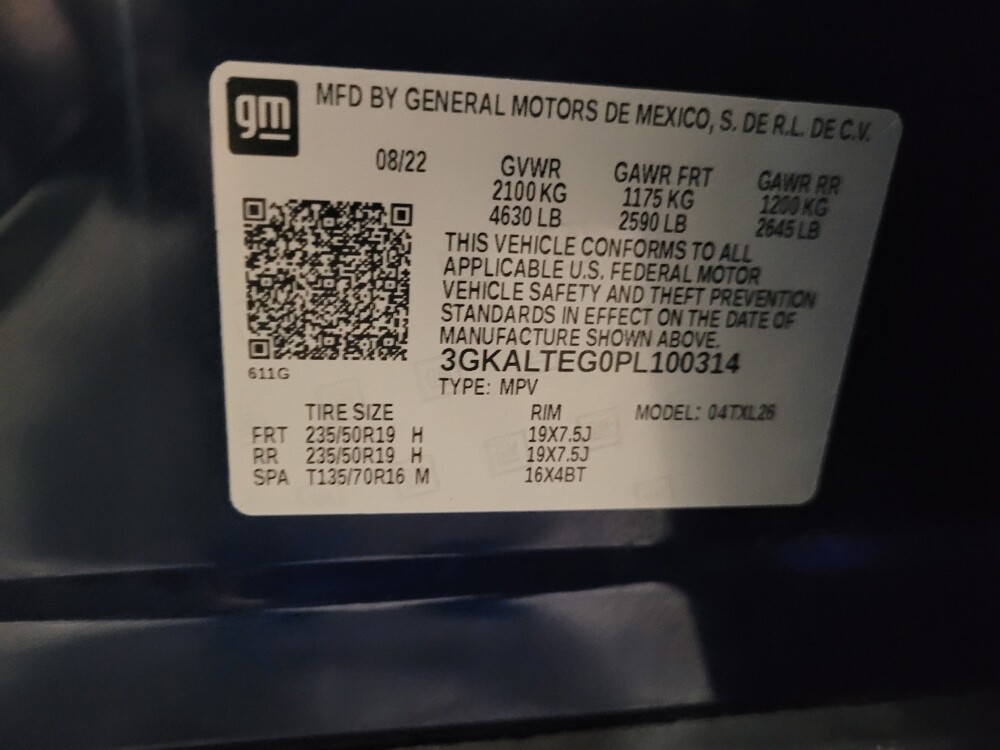 gm
MFD BY GENERAL MOTORS DE MEXICO, S. DE R.L. DE C.V.
08/22 GVWR GAWR FRT GAWR RR
2100 KG 1175 KG 1200 KG
4630 LB 2590 LB 2645 LB
THIS VEHICLE CONFORMS TO ALL
APPLICABLE U.S. FEDERAL MOTOR
VEHICLE SAFETY AND THEFT PREVENTION
STANDARDS IN EFFECT ON THE DATE OF
MANUFACTURE SHOWN ABOVE.
3GKALTEG0PL100314
611G
TYPE: MPV
TIRE SIZE RIM MODEL: 04TXL26
FRT 235/50R19 H 19X7.5J
RR 235/50R19 H 19X7.5J
SPA T135/70R16 M 16X4BT